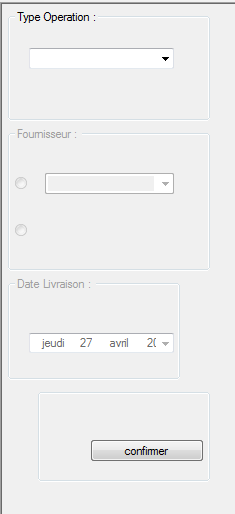 Type Operation :
Fournisseur :
Date Livraison :
jeudi 27 avril
confirmer